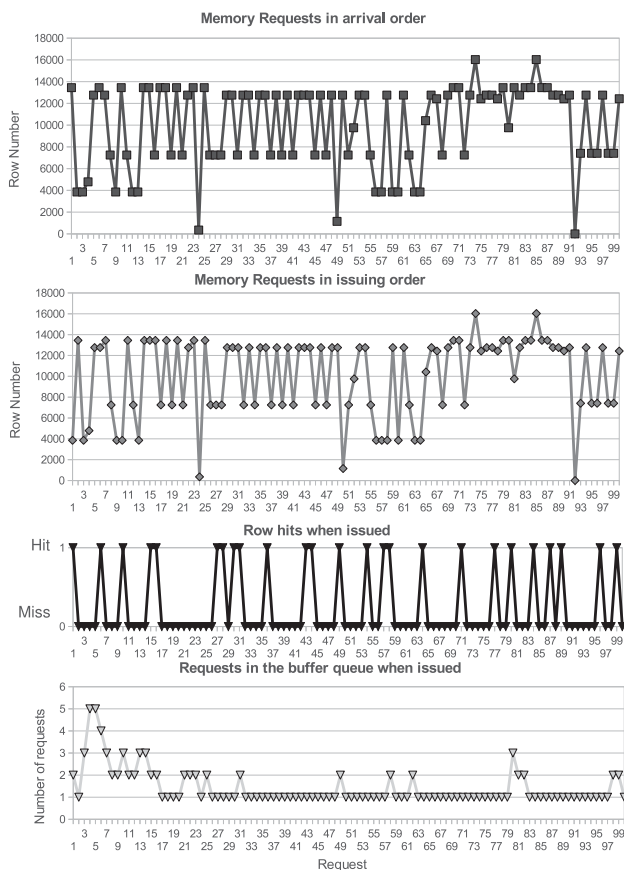 Memory Requests in arrival order
Row Number
18000
16000
14000
12000
10000
8000
6000
4000
2000
0
3 7 11 15 19 23 27 31 35 39 43 47 51 55 59 63 67 71 75 79 83 87 91 95 99
1 5 9 13 17 21 25 29 33 37 41 45 49 53 57 61 65 69 73 77 81 85 89 93 97
Memory Requests in issuing order
Row Number
18000
16000
14000
12000
10000
8000
6000
4000
2000
0
3 7 11 15 19 23 27 31 35 39 43 47 51 55 59 63 67 71 75 79 83 87 91 95 99
1 5 9 13 17 21 25 29 33 37 41 45 49 53 57 61 65 69 73 77 81 85 89 93 97
Row hits when issued
Hit 1
Miss 0
3 7 11 15 19 23 27 31 35 39 43 47 51 55 59 63 67 71 75 79 83 87 91 95 99
1 5 9 13 17 21 25 29 33 37 41 45 49 53 57 61 65 69 73 77 81 85 89 93 97
Requests in the buffer queue when issued
Number of requests
6
5
4
3
2
1
0
3 7 11 15 19 23 27 31 35 39 43 47 51 55 59 63 67 71 75 79 83 87 91 95 99
1 5 9 13 17 21 25 29 33 37 41 45 49 53 57 61 65 69 73 77 81 85 89 93 97
Request